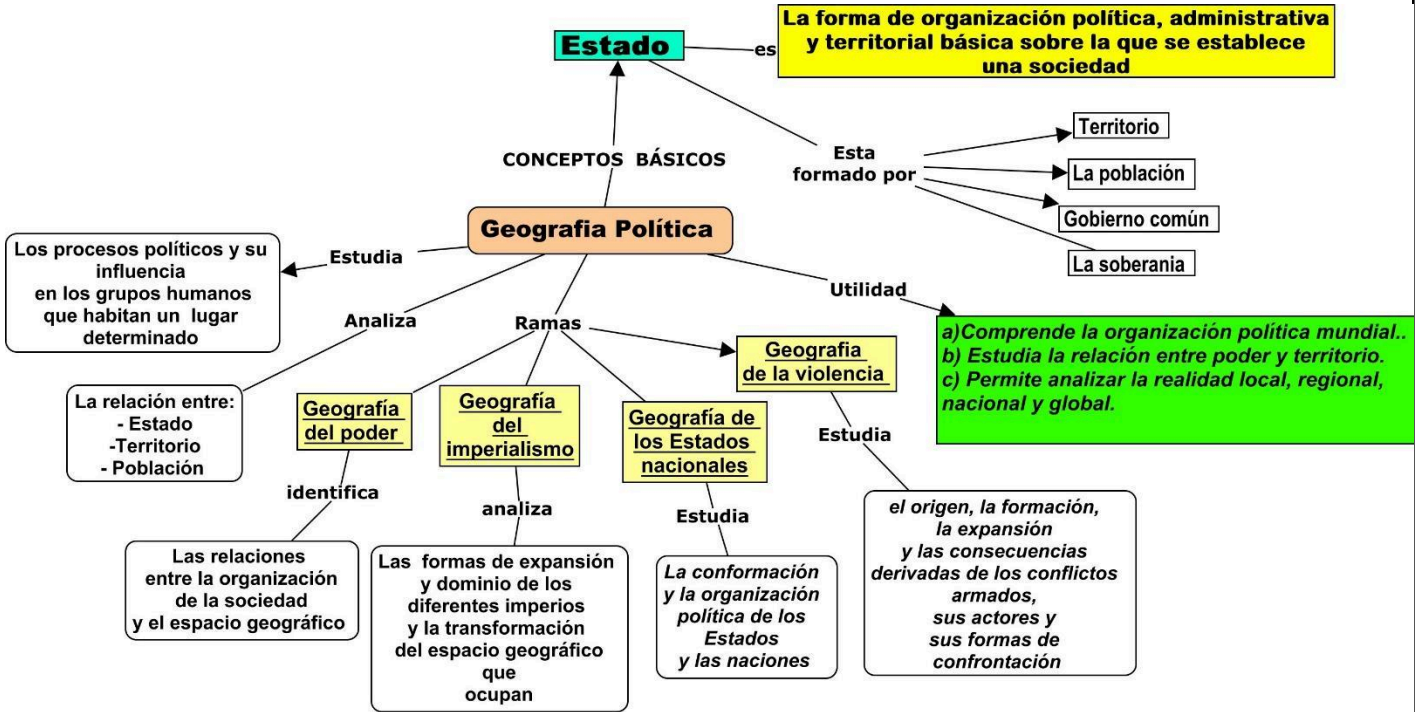 Estado
es
La forma de organización política, administrativa
y territorial básica sobre la que se establece
una sociedad
Esta
formado por
Territorio
La población
Gobierno común
La soberania
CONCEPTOS BÁSICOS
Geografia Política
Estudia
Los procesos políticos y su
influencia
en los grupos humanos
que habitan un lugar
determinado
Analiza
La relación entre:
- Estado
-Territorio
- Población
Ramas
Utilidad
a)Comprende la organización política mundial..
b) Estudia la relación entre poder y territorio.
c) Permite analizar la realidad local, regional,
nacional y global.
Geografía
del poder
identifica
Las relaciones
entre la organización
de la sociedad
y el espacio geográfico
Geografía
del
imperialismo
analiza
Las formas de expansión
y dominio de los
diferentes imperios
y la transformación
del espacio geográfico
que
ocupan
Geografía de
los Estados
nacionales
Estudia
La conformación
y la organización
política de los
Estados
y las naciones
Geografia
de la violencia
Estudia
el origen, la formación,
la expansión
y las consecuencias
derivadas de los conflictos
armados,
sus actores y
sus formas de
confrontación